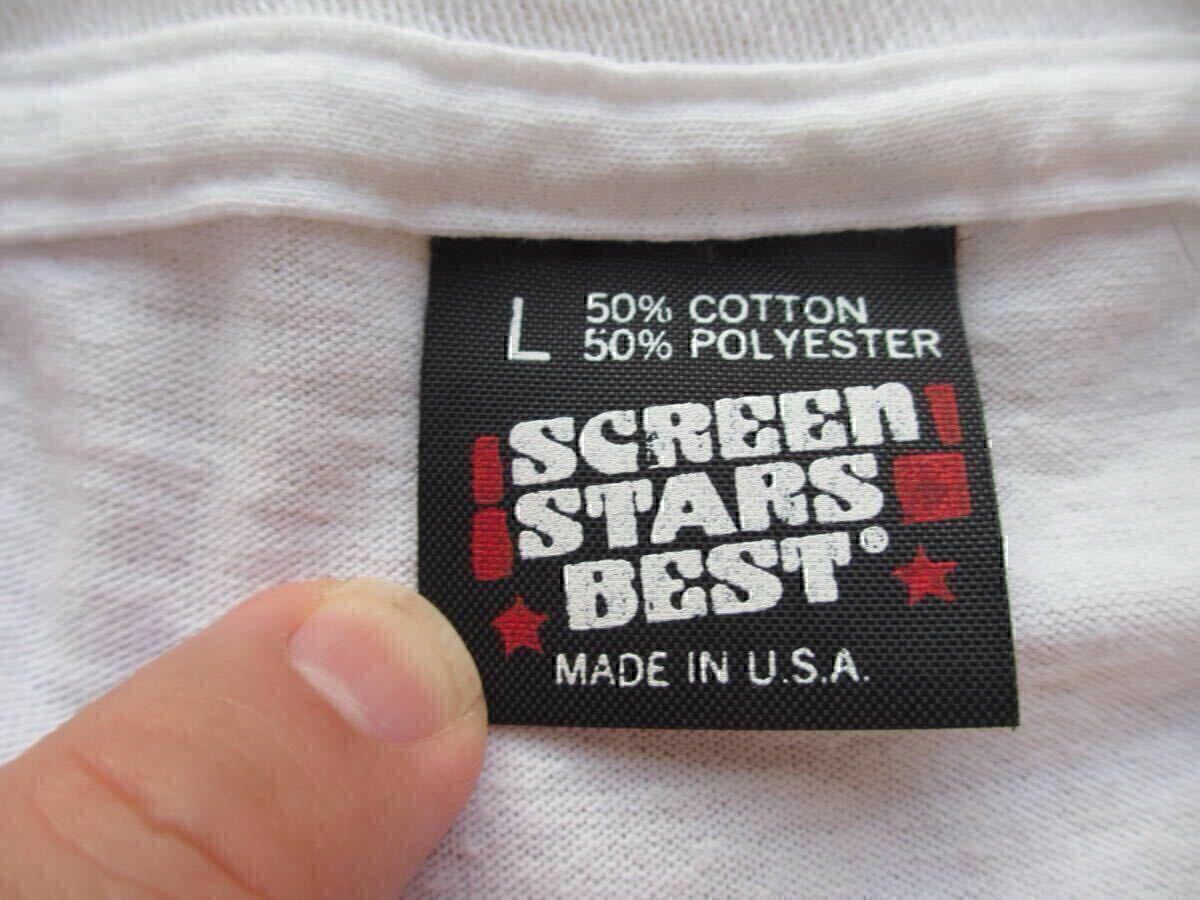 L 50% COTTON
50% POLYESTER
SCREEN
STARS
BEST®
MADE IN U.S.A.